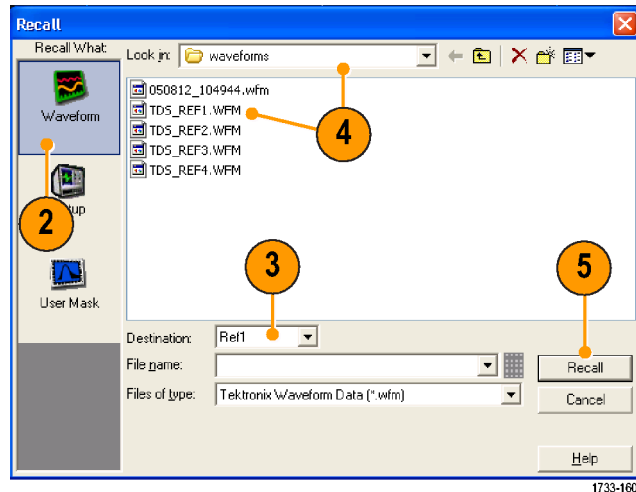 Recall
Recall What:
Look in: waveforms
Waveform
050812_104944.wfm
TDS_REF1.WFM
TDS_REF2.WFM
TDS_REF3.WFM
TDS_REF4.WFM
4
2
up
User Mask
3
5
Destination: Ref1
File name:
Recall
Files of type: Tektronix Waveform Data (*.wfm)
Cancel
Help
1733-160